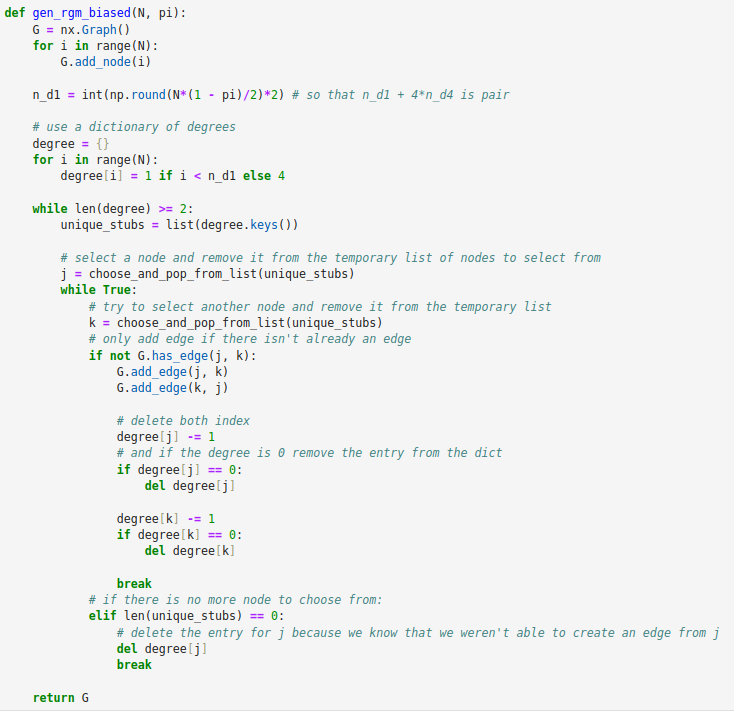 def gen_rgm_biased(N, pi):
    G = nx.Graph()
    for i in range(N):
        G.add_node(i)

    n_d1 = int(np.round(N*(1 - pi)/2)*2) # so that n_d1 + 4*n_d4 is pair

    # use a dictionary of degrees
    degree = {}
    for i in range(N):
        degree[i] = 1 if i < n_d1 else 4

    while len(degree) >= 2:
        unique_stubs = list(degree.keys())

        # select a node and remove it from the temporary list of nodes to select from
        j = choose_and_pop_from_list(unique_stubs)
        while True:
            # try to select another node and remove it from the temporary list
            k = choose_and_pop_from_list(unique_stubs)
            # only add edge if there isn't already an edge
            if not G.has_edge(j, k):
                G.add_edge(j, k)
                G.add_edge(k, j)

                # delete both index
                degree[j] -= 1
                # and if the degree is 0 remove the entry from the dict
                if degree[j] == 0:
                    del degree[j]

                degree[k] -= 1
                if degree[k] == 0:
                    del degree[k]

                break
            # if there is no more node to choose from:
            elif len(unique_stubs) == 0:
                # delete the entry for j because we know that we weren't able to create an edge from j
                del degree[j]
                break

    return G